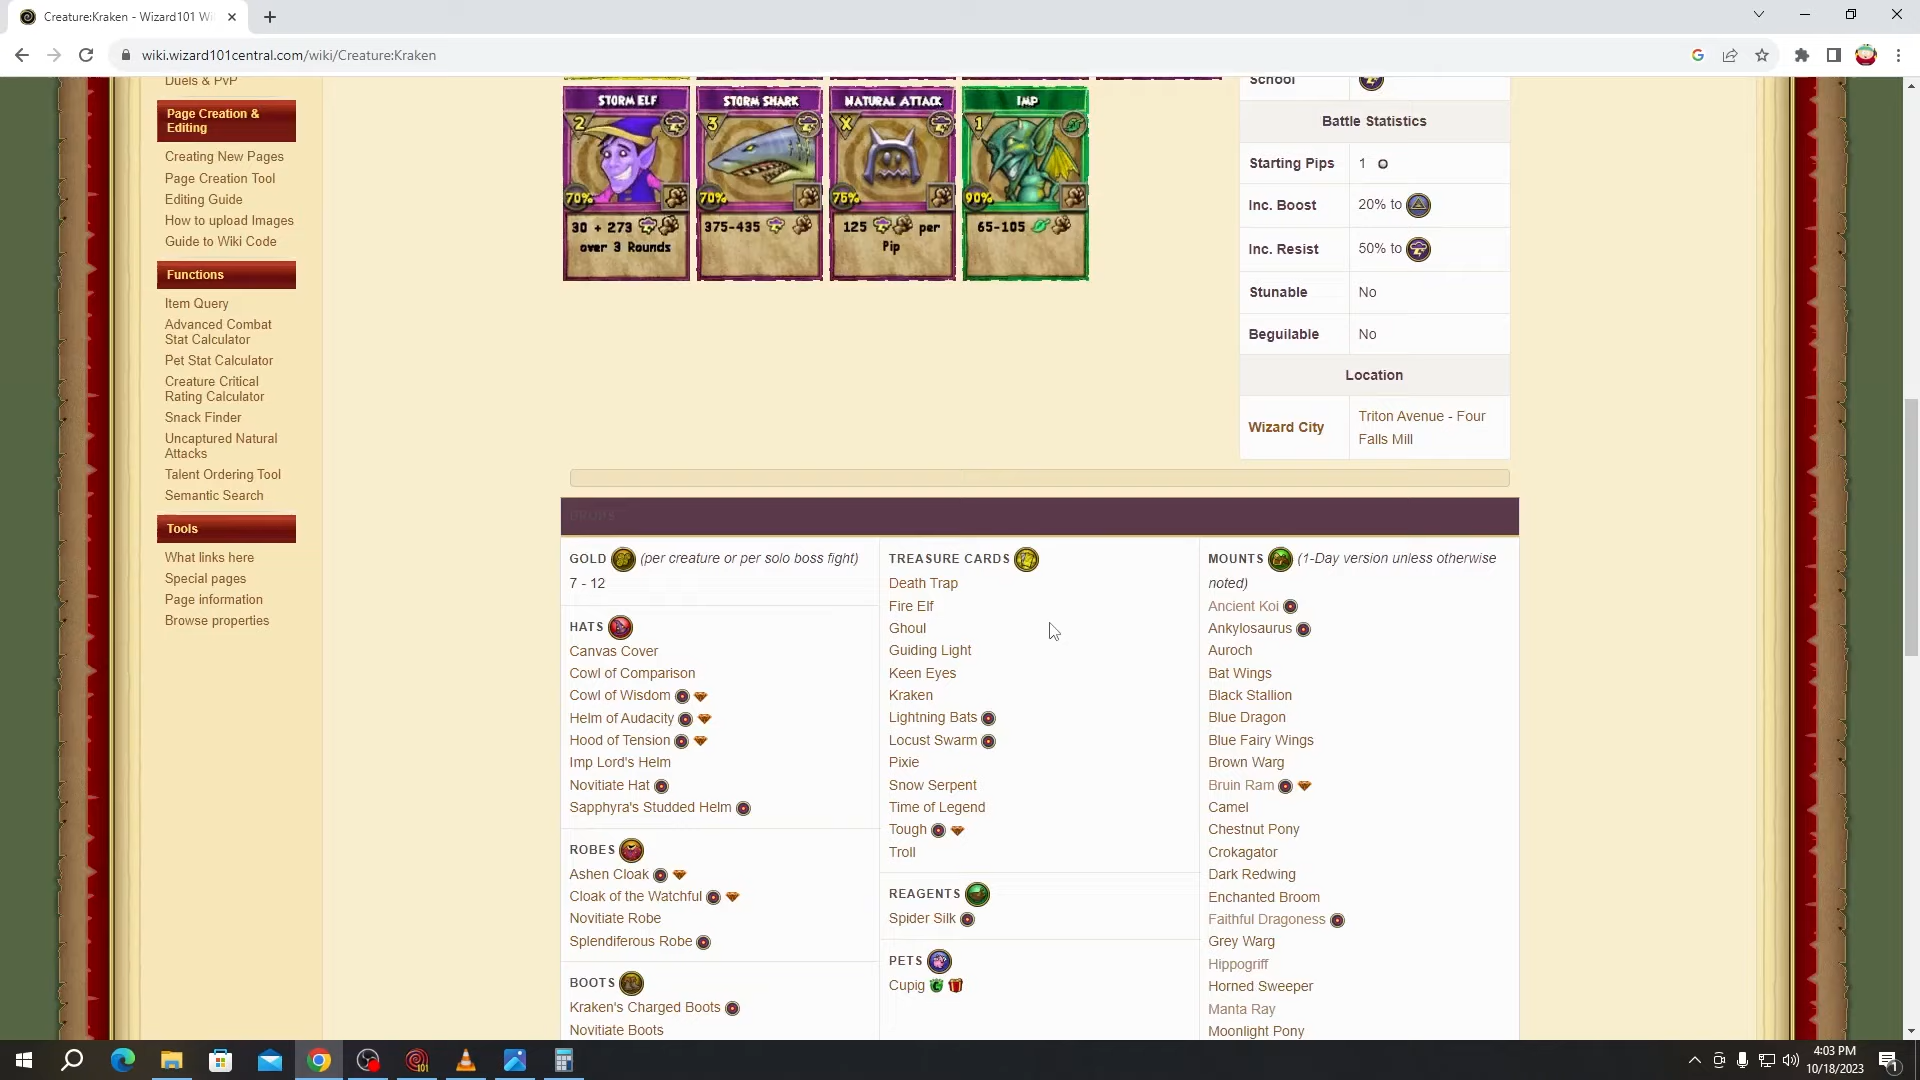 Creature:Kraken - Wizard101 Wi
wiki.wizard101central.com/wiki/Creature:Kraken
Duels & PvP
Page Creation &
Editing
Creating New Pages
Page Creation Tool
Editing Guide
How to upload Images
Guide to Wiki Code
Functions
Item Query
Advanced Combat
Stat Calculator
Pet Stat Calculator
Creature Critical
Rating Calculator
Snack Finder
Uncaptured Natural
Attacks
Talent Ordering Tool
Semantic Search
Tools
What links here
Special pages
Page information
Browse properties
STORM ELF
2
70%
30 + 273
over 3 Rounds
STORM SHARK
3
70%
375-435
NATURAL ATTACK
X
75%
125 per
Pip
IMP
1
90%
65-105
School
Battle Statistics
Starting Pips 1
Inc. Boost 20% to
Inc. Resist 50% to
Stunable No
Beguilable No
Location
Wizard City Triton Avenue - Four
Falls Mill
DROPS
GOLD (per creature or per solo boss fight)
7 - 12
HATS
Canvas Cover
Cowl of Comparison
Cowl of Wisdom
Helm of Audacity
Hood of Tension
Imp Lord's Helm
Novitiate Hat
Sapphyra's Studded Helm
ROBES
Ashen Cloak
Cloak of the Watchful
Novitiate Robe
Splendiferous Robe
BOOTS
Kraken's Charged Boots
Novitiate Boots
TREASURE CARDS
Death Trap
Fire Elf
Ghoul
Guiding Light
Keen Eyes
Kraken
Lightning Bats
Locust Swarm
Pixie
Snow Serpent
Time of Legend
Tough
Troll
REAGENTS
Spider Silk
PETS
Cupig
MOUNTS (1-Day version unless otherwise
noted)
Ancient Koi
Ankylosaurus
Auroch
Bat Wings
Black Stallion
Blue Dragon
Blue Fairy Wings
Brown Warg
Bruin Ram
Camel
Chestnut Pony
Crokagator
Dark Redwing
Enchanted Broom
Faithful Dragoness
Grey Warg
Hippogriff
Horned Sweeper
Manta Ray
Moonlight Pony
4:03 PM
10/18/2023
1